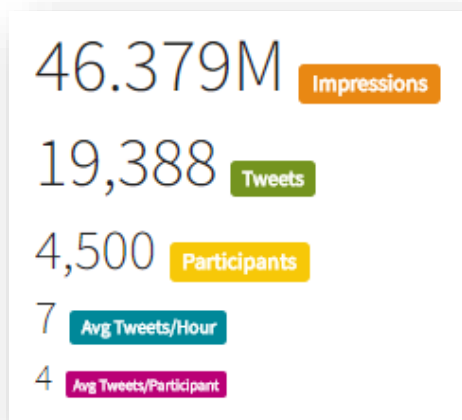 46.379M Impressions
19,388 Tweets
4,500 Participants
7 Avg Tweets/Hour
4 Avg Tweets/Participant